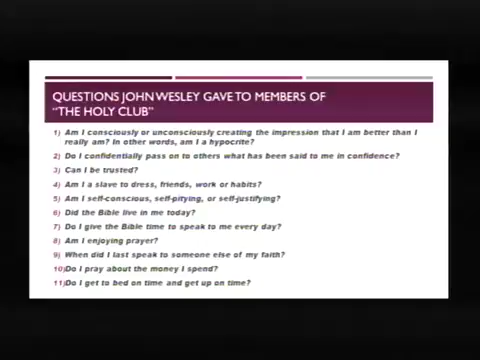 QUESTIONS JOHN WESLEY GAVE TO MEMBERS OF
"THE HOLY CLUB"
1) Am I consciously or unconsciously creating the impression that I am better than I
really am? In other words, am I a hypocrite?
2) Do I confidentially pass on to others what has been said to me in confidence?
3) Can I be trusted?
4) Am I a slave to dress, friends, work or habits?
5) Am I self-conscious, self-pitying, or self-justifying?
6) Did the Bible live in me today?
7) Do I give the Bible time to speak to me every day?
8) Am I enjoying prayer?
9) When did I last speak to someone else of my faith?
10)Do I pray about the money I spend?
11)Do I get to bed on time and get up on time?